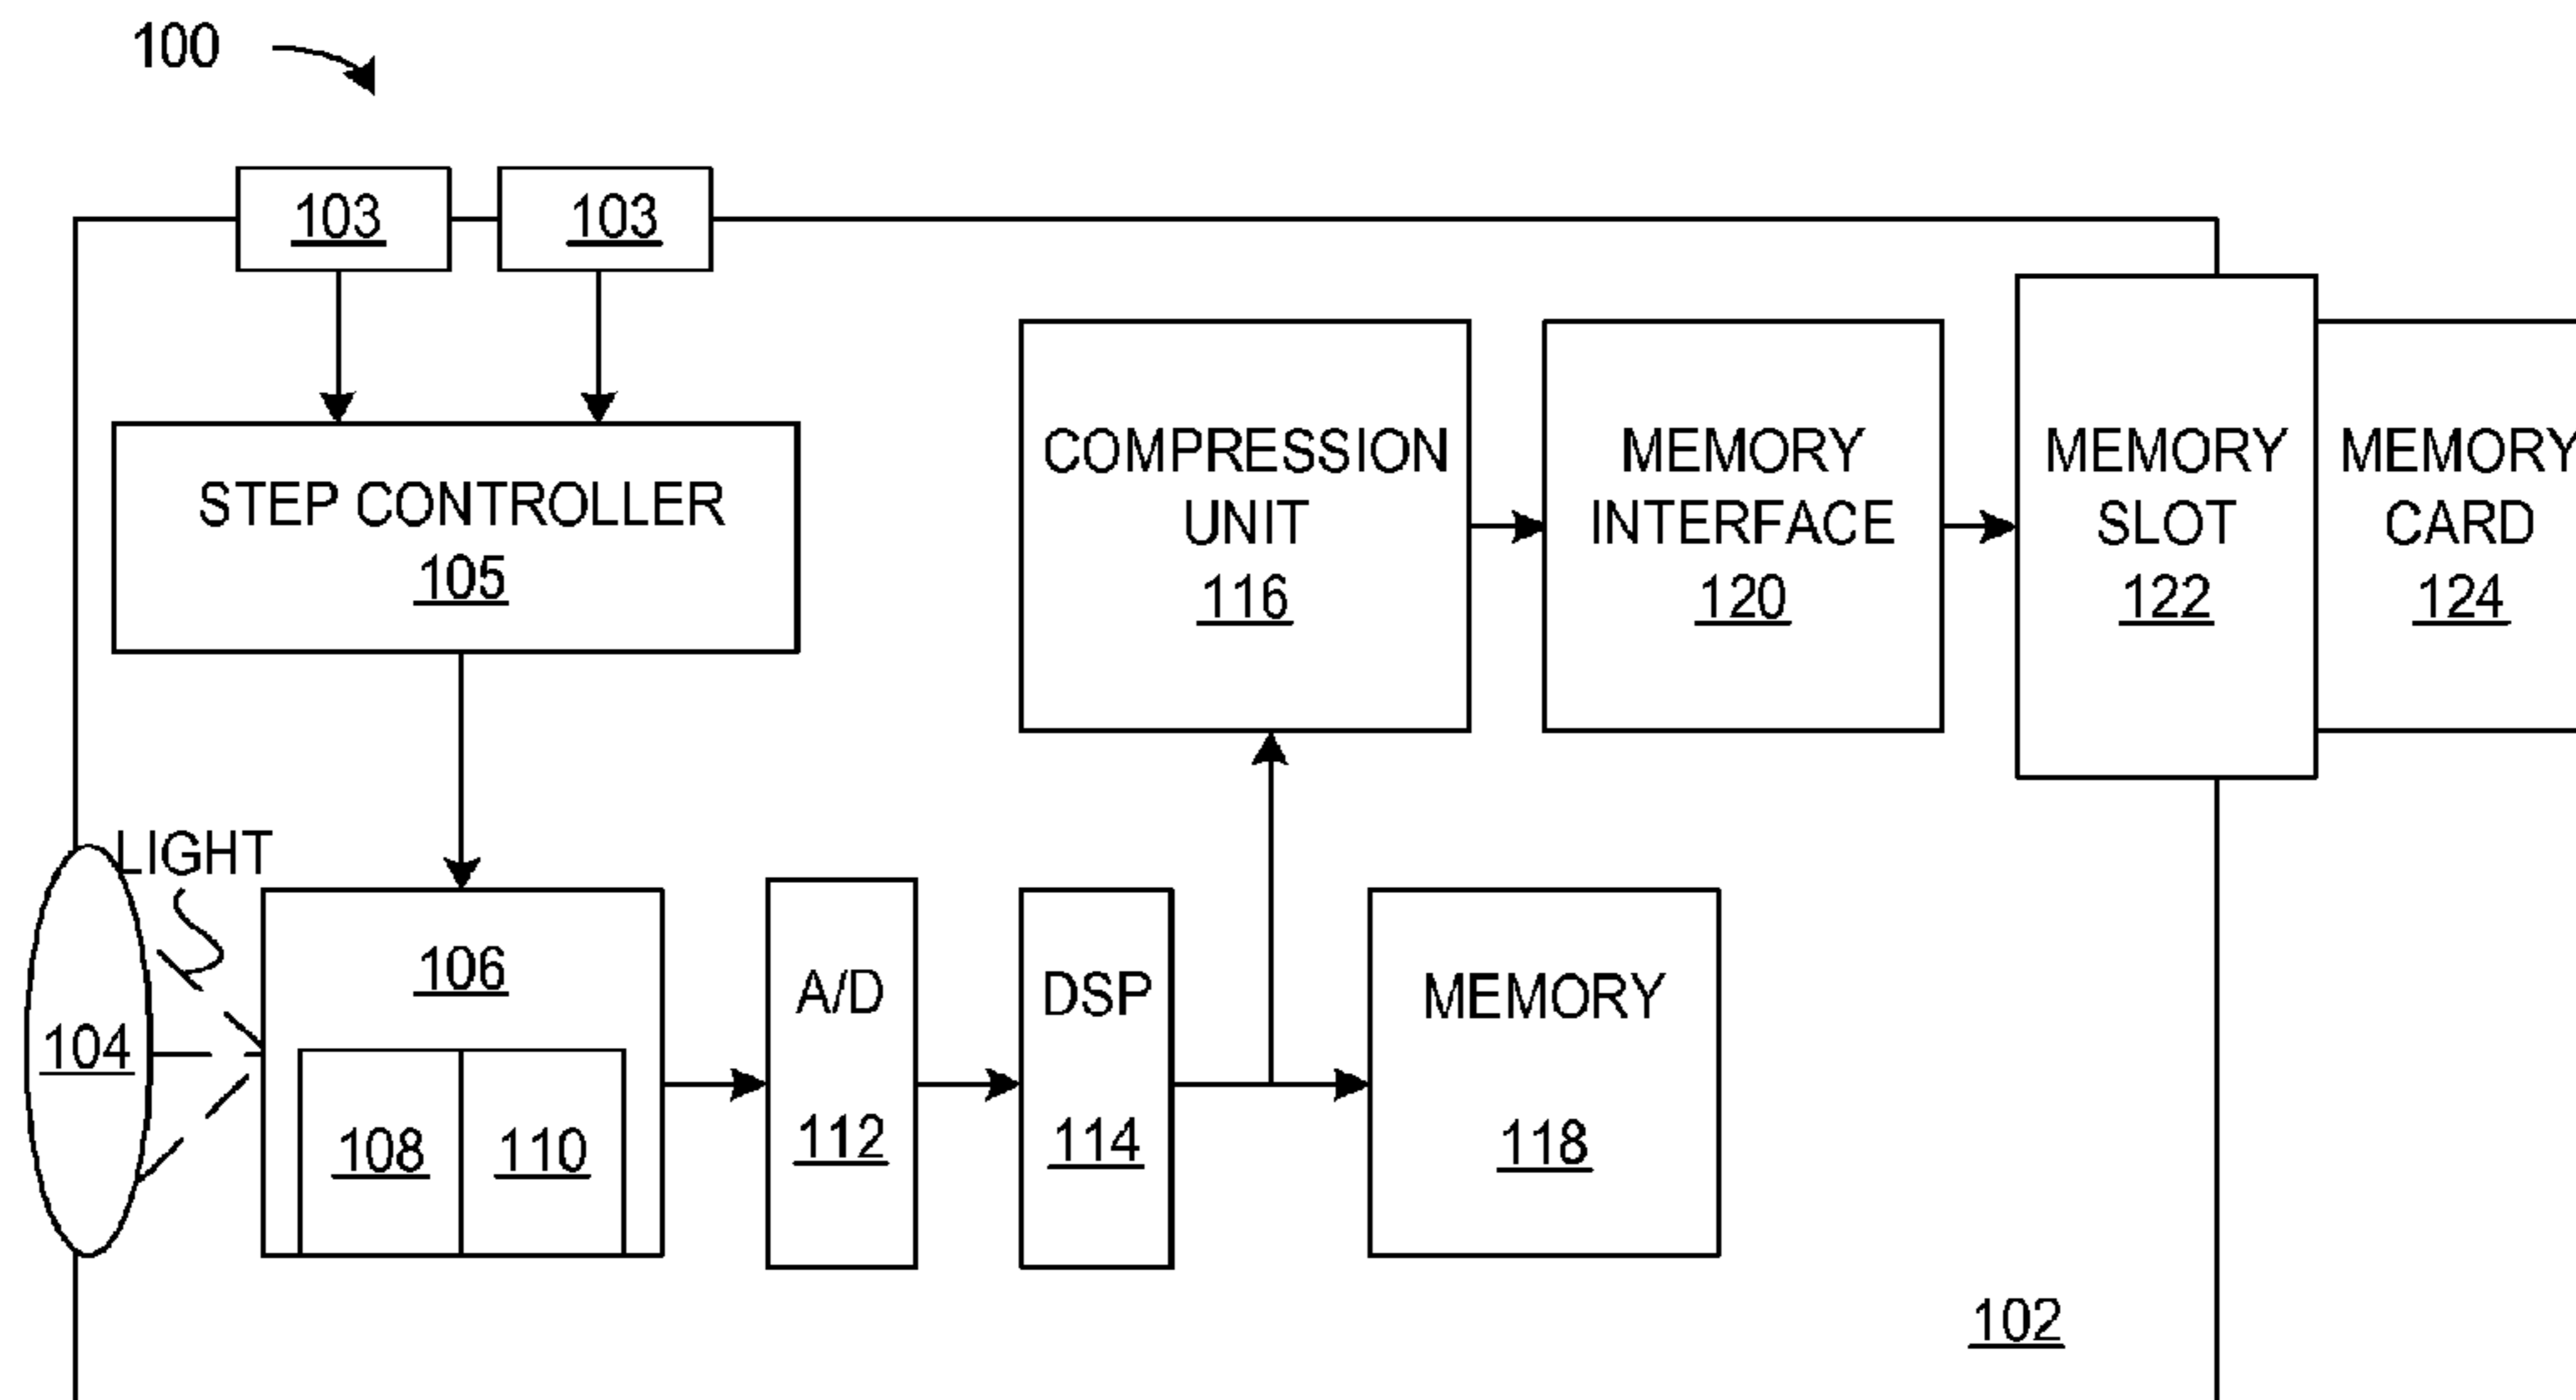 100
103
103
STEP CONTROLLER
105
COMPRESSION
UNIT
116
MEMORY
INTERFACE
120
MEMORY
SLOT
122
MEMORY
CARD
124
LIGHT
104
106
108
110
A/D
112
DSP
114
MEMORY
118
102